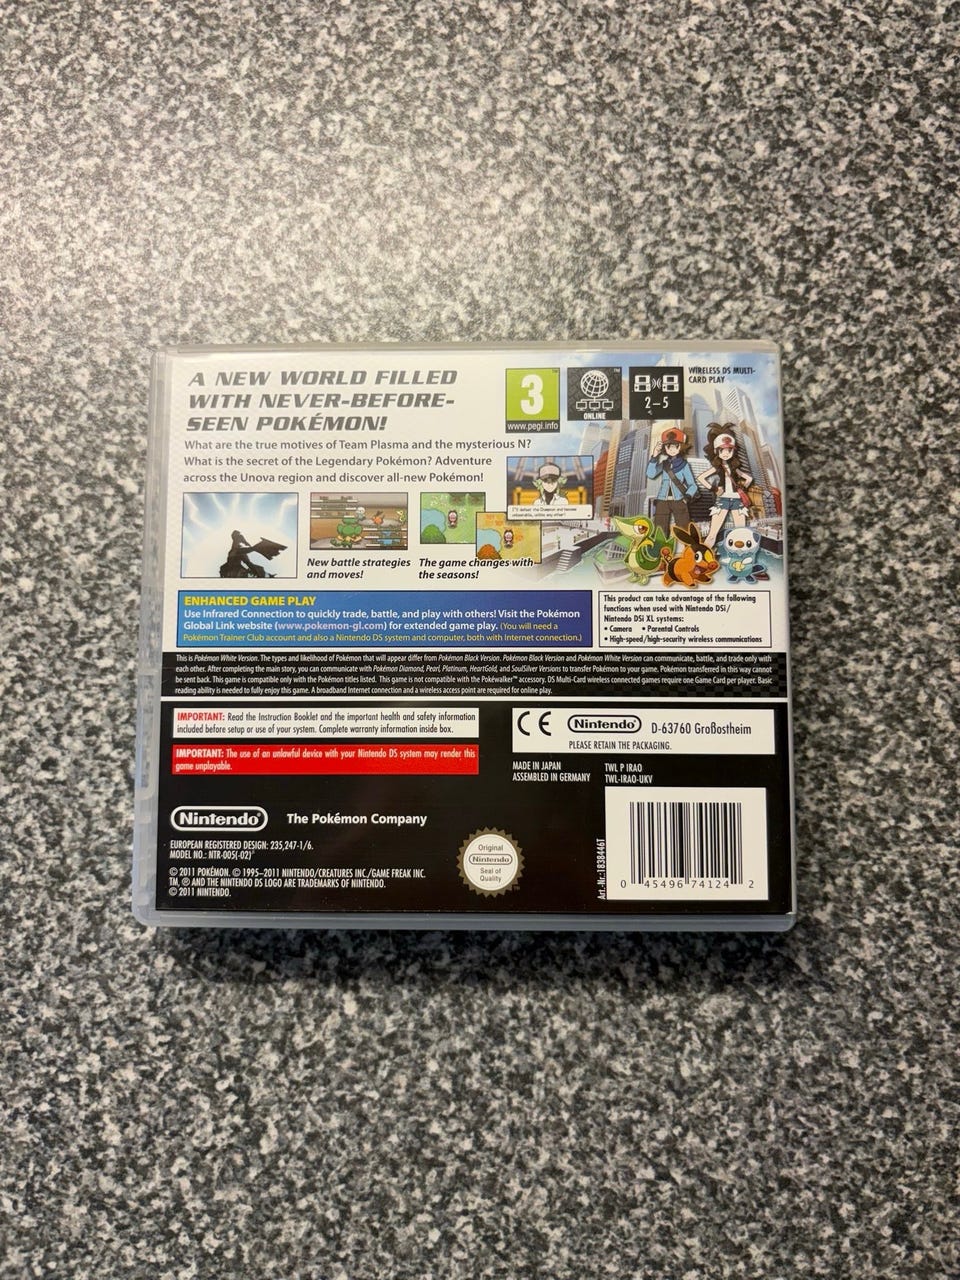 A NEW WORLD FILLED
WITH NEVER-BEFORE-
SEEN POKÉMON!
What are the true motives of Team Plasma and the mysterious N?
What is the secret of the Legendary Pokémon? Adventure
across the Unova region and discover all-new Pokémon!
3
www.pegi.info
TM
ONLINE
TM
2–5
WIRELESS DS MULTI-
CARD PLAY
I'll defeat the Champion and become
unbeatable, unlike any other!
New battle strategies
and moves!
The game changes with
the seasons!
ENHANCED GAME PLAY
Use Infrared Connection to quickly trade, battle, and play with others! Visit the Pokémon
Global Link website (www.pokemon-gl.com) for extended game play. (You will need a
Pokémon Trainer Club account and also a Nintendo DS system and computer, both with Internet connection.)
This product can take advantage of the following
functions when used with Nintendo DSi/
Nintendo DSi XL systems:
• Camera • Parental Controls
• High-speed/high-security wireless communications
This is Pokémon White Version. The types and likelihood of Pokémon that will appear differ from Pokémon Black Version. Pokémon Black Version and Pokémon White Version can communicate, battle, and trade only with
each other. After completing the main story, you can communicate with Pokémon Diamond, Pearl, Platinum, HeartGold, and SoulSilver Versions to transfer Pokémon to your game. Pokémon transferred in this way cannot
be sent back. This game is compatible only with the Pokémon titles listed. This game is not compatible with the Pokéwalker™ accessory. DS Multi-Card wireless connected games require one Game Card per player. Basic
reading ability is needed to fully enjoy this game. A broadband Internet connection and a wireless access point are required for online play.
IMPORTANT: Read the Instruction Booklet and the important health and safety information
included before setup or use of your system. Complete warranty information inside box.
IMPORTANT: The use of an unlawful device with your Nintendo DS system may render this
game unplayable.
CE Nintendo® D-63760 Großostheim
PLEASE RETAIN THE PACKAGING.
MADE IN JAPAN
ASSEMBLED IN GERMANY
TWL P IRAO
TWL-IRAO-UKV
Nintendo® The Pokémon Company
EUROPEAN REGISTERED DESIGN: 235,247-1/6.
MODEL NO.: NTR-005(-02)
© 2011 POKÉMON. © 1995–2011 NINTENDO/CREATURES INC./GAME FREAK INC.
TM, ® AND THE NINTENDO DS LOGO ARE TRADEMARKS OF NINTENDO.
© 2011 NINTENDO.
Original
Nintendo
Seal of
Quality
Art.-Nr.:1838446T
0 45496 74124 2